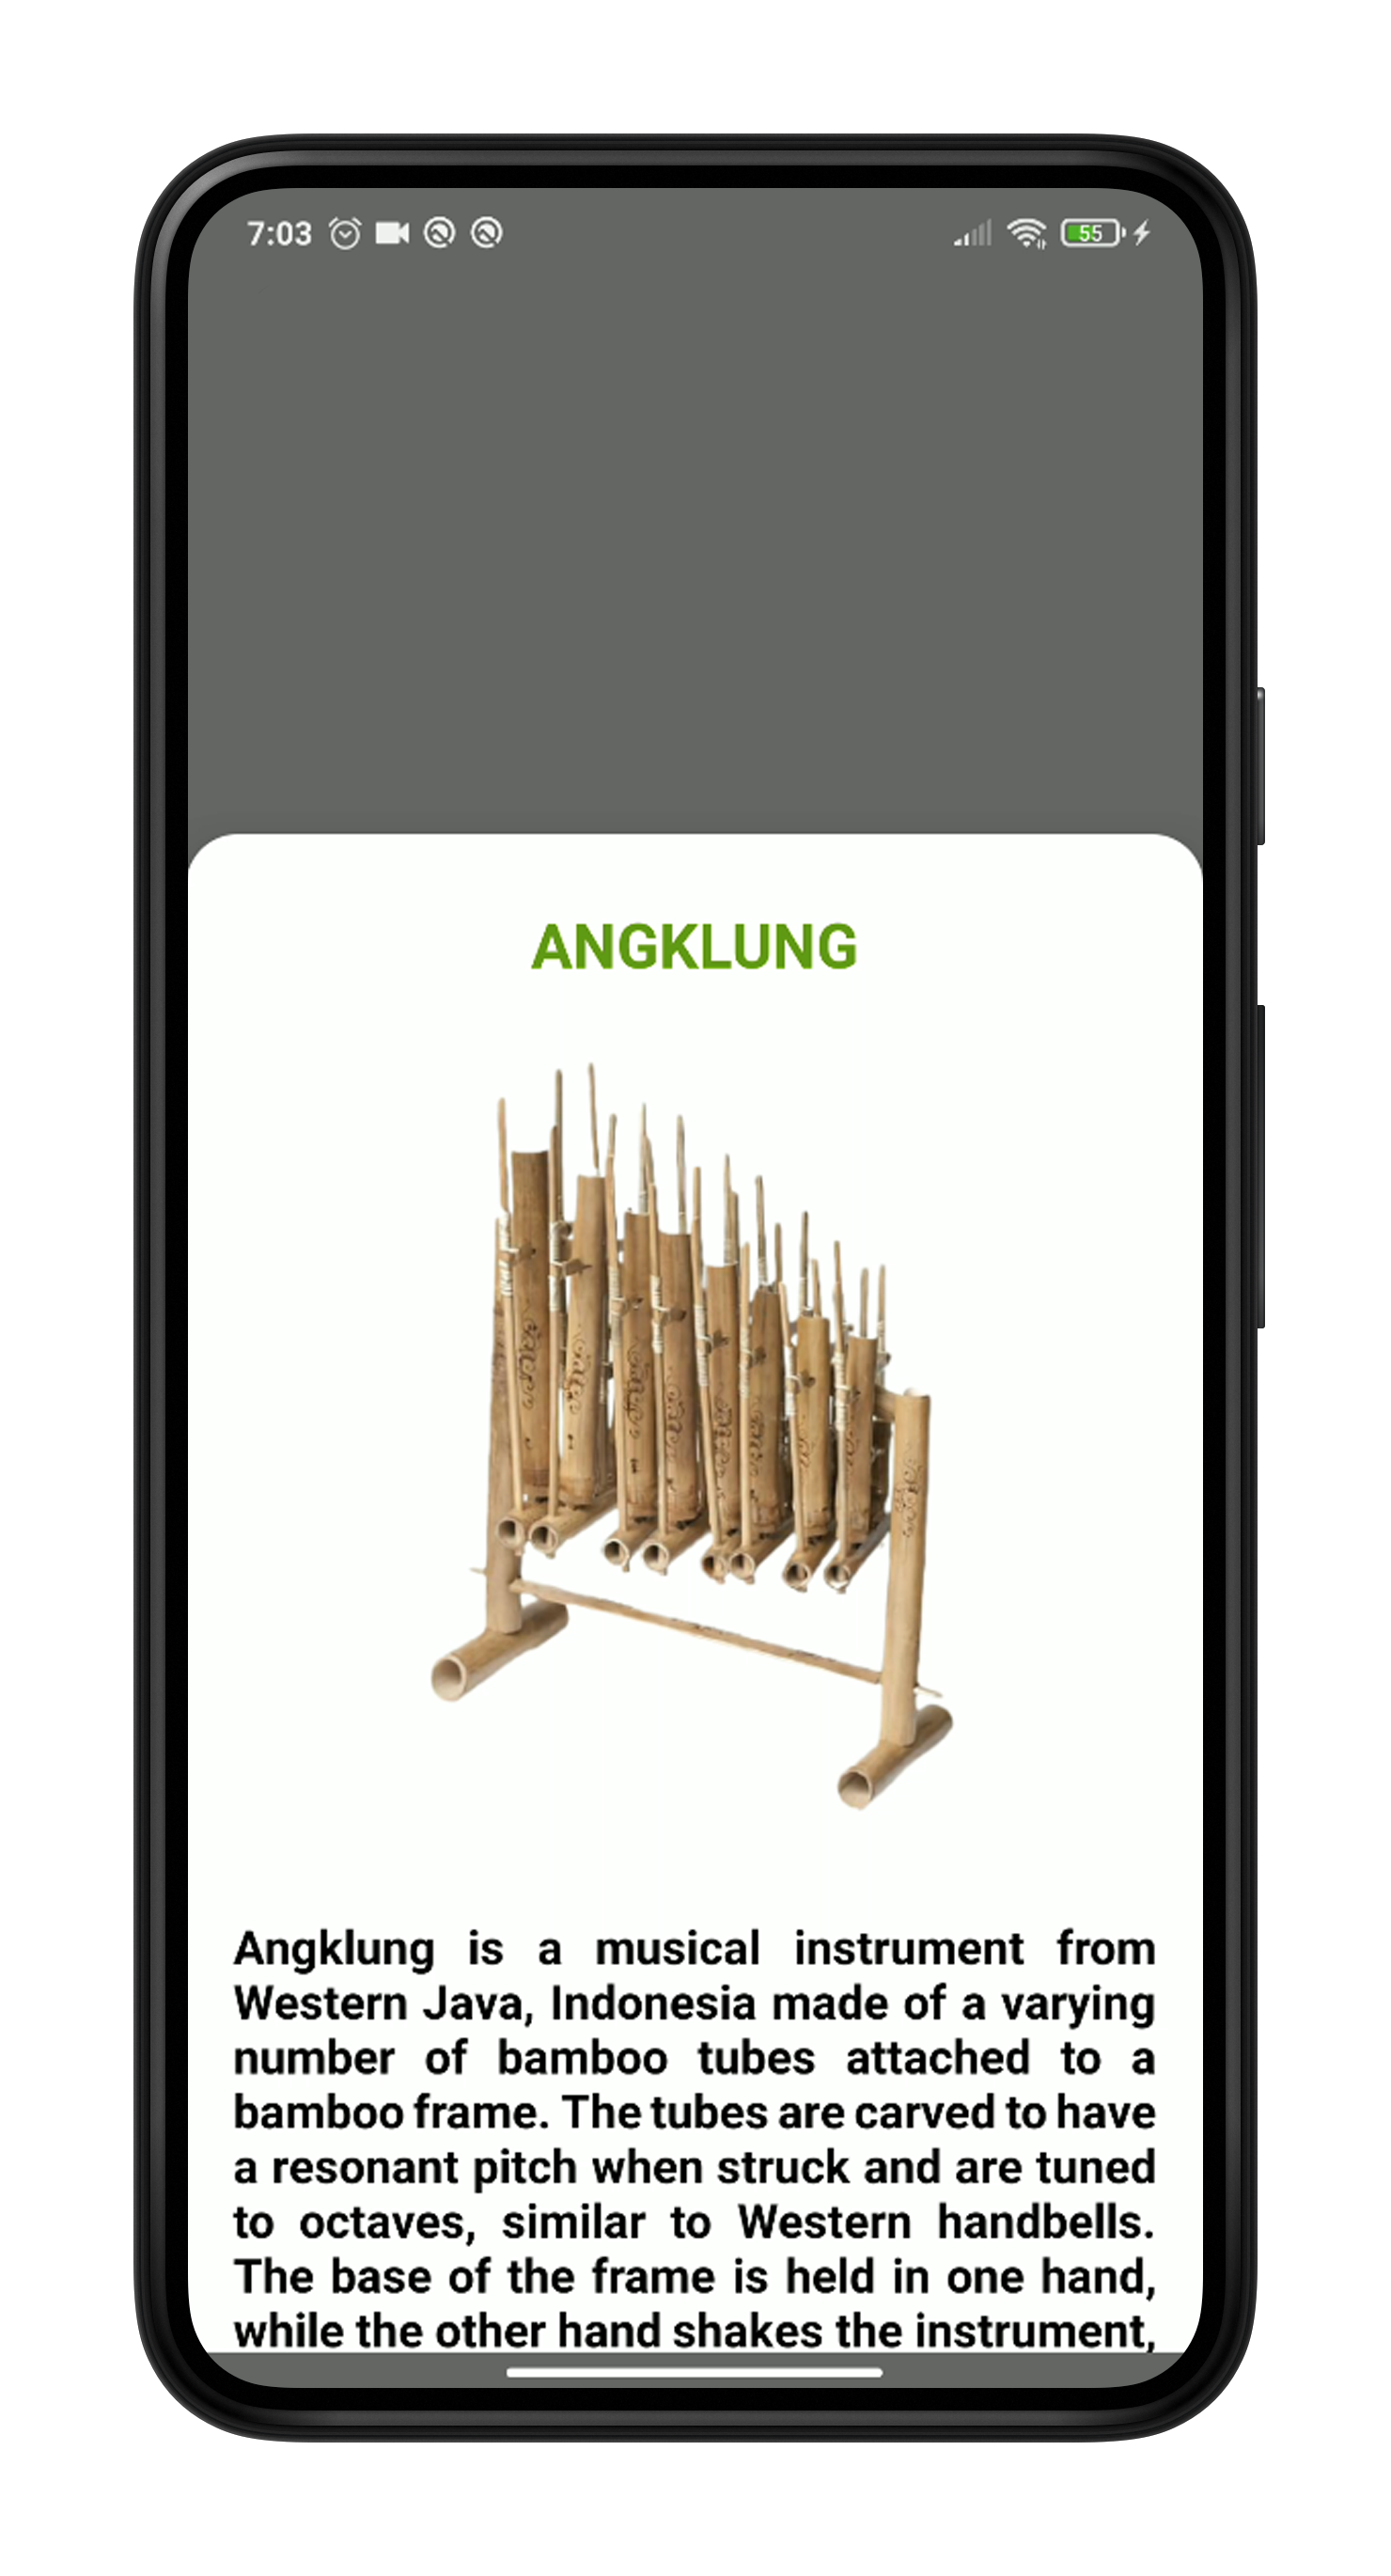 7:03 55
ANGKLUNG
Angklung is a musical instrument from
Western Java, Indonesia made of a varying
number of bamboo tubes attached to a
bamboo frame. The tubes are carved to have
a resonant pitch when struck and are tuned
to octaves, similar to Western handbells.
The base of the frame is held in one hand,
while the other hand shakes the instrument,